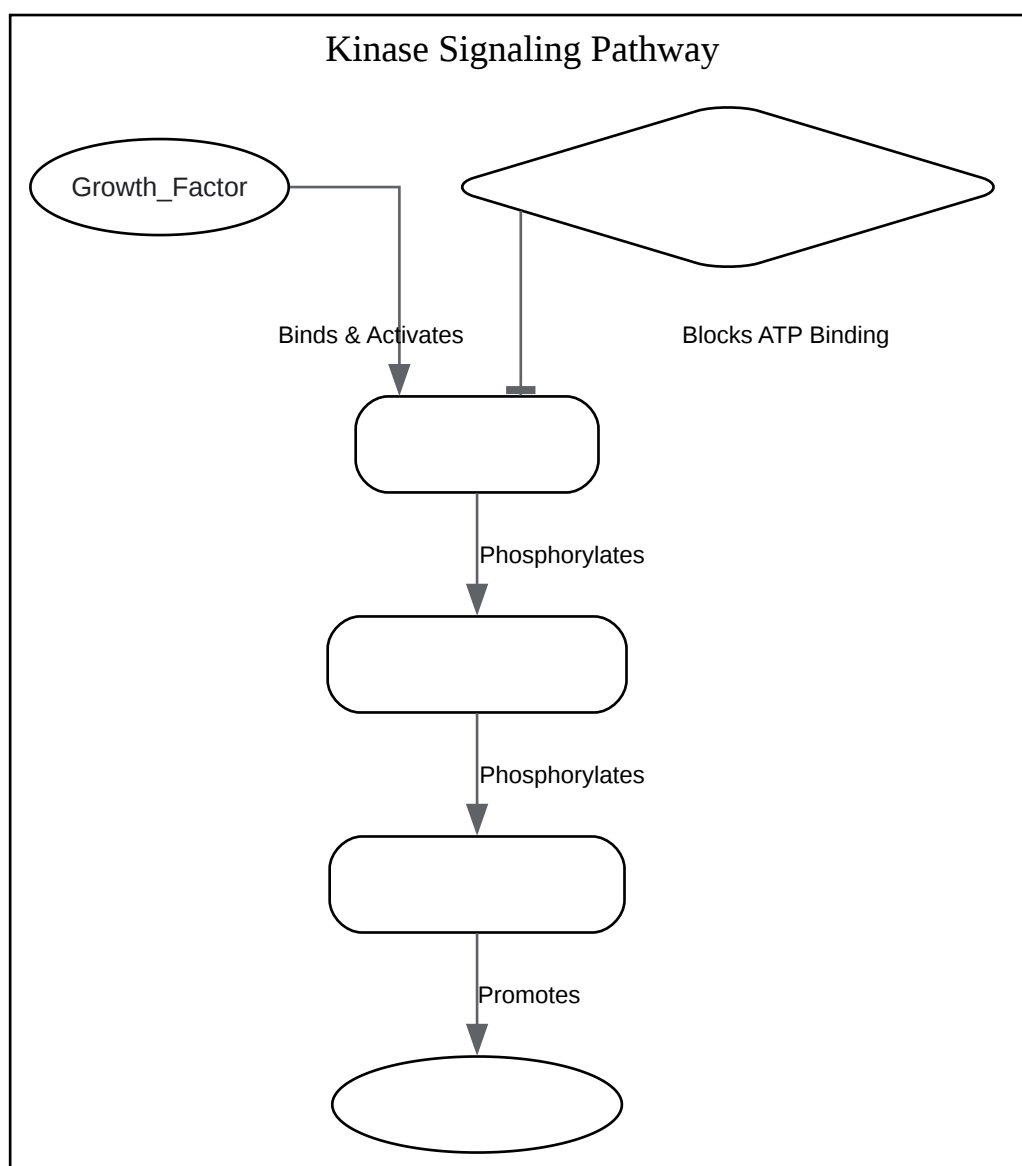 Kinase Signaling Pathway
Growth_Factor
Binds & Activates
Blocks ATP Binding
Phosphorylates
Phosphorylates
Promotes